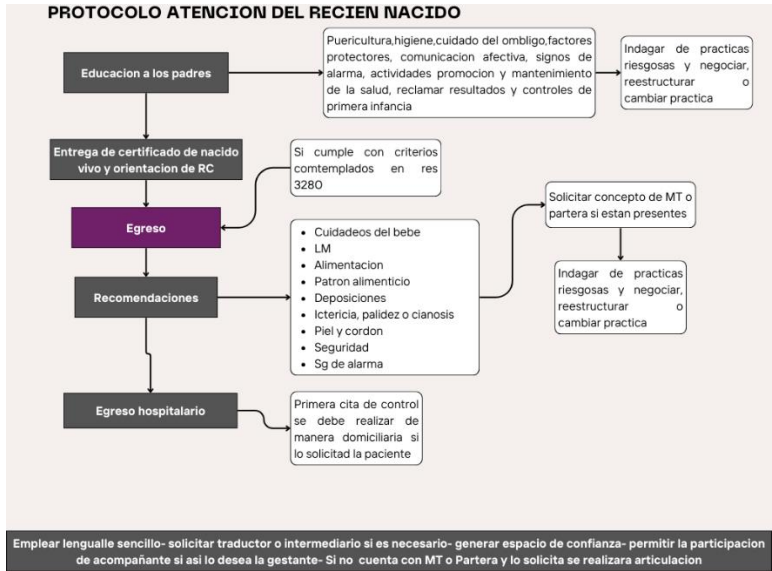 PROTOCOLO ATENCION DEL RECIEN NACIDO
Educacion a los padres
Puericultura,higiene,cuidado del ombligo,factores
protectores, comunicacion afectiva, signos de
alarma, actividades promocion y mantenimiento
de la salud, reclamar resultados y controles de
primera infancia
Indagar de practicas
riesgosas y negociar,
reestructurar o
cambiar practica
Entrega de certificado de nacido
vivo y orientacion de RC
Si cumple con criterios
comtemplados en res
3280
Egreso
Solicitar concepto de MT o
partera si estan presentes
Indagar de practicas
riesgosas y negociar,
reestructurar o
cambiar practica
Recomendaciones
• Cuidadeos del bebe
• LM
• Alimentacion
• Patron alimenticio
• Deposiciones
• Ictericia, palidez o cianosis
• Piel y cordon
• Seguridad
• Sg de alarma
Egreso hospitalario
Primera cita de control
se debe realizar de
manera domiciliaria si
lo solicitad la paciente
Emplear lengualle sencillo- solicitar traductor o intermediario si es necesario- generar espacio de confianza- permitir la participacion
de acompañante si asi lo desea la gestante- Si no cuenta con MT o Partera y lo solicita se realizara articulacion